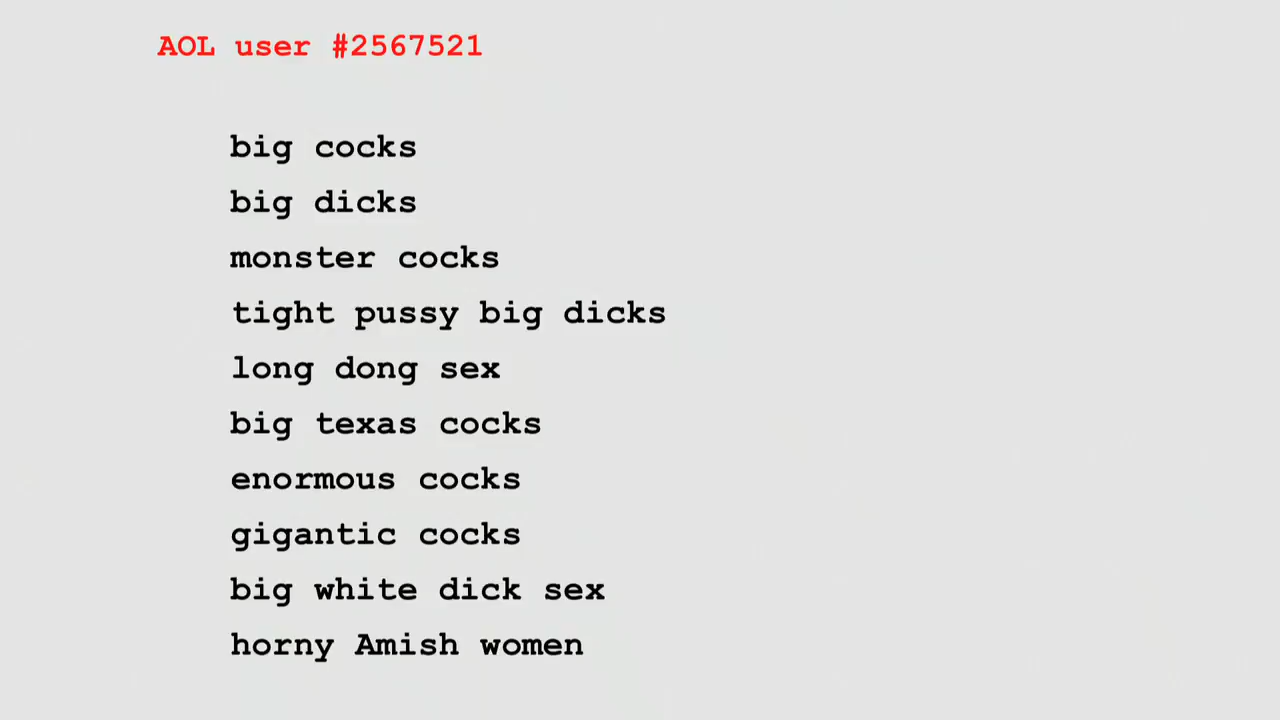 AOL user #2567521
big cocks
big dicks
monster cocks
tight pussy big dicks
long dong sex
big texas cocks
enormous cocks
gigantic cocks
big white dick sex
horny Amish women